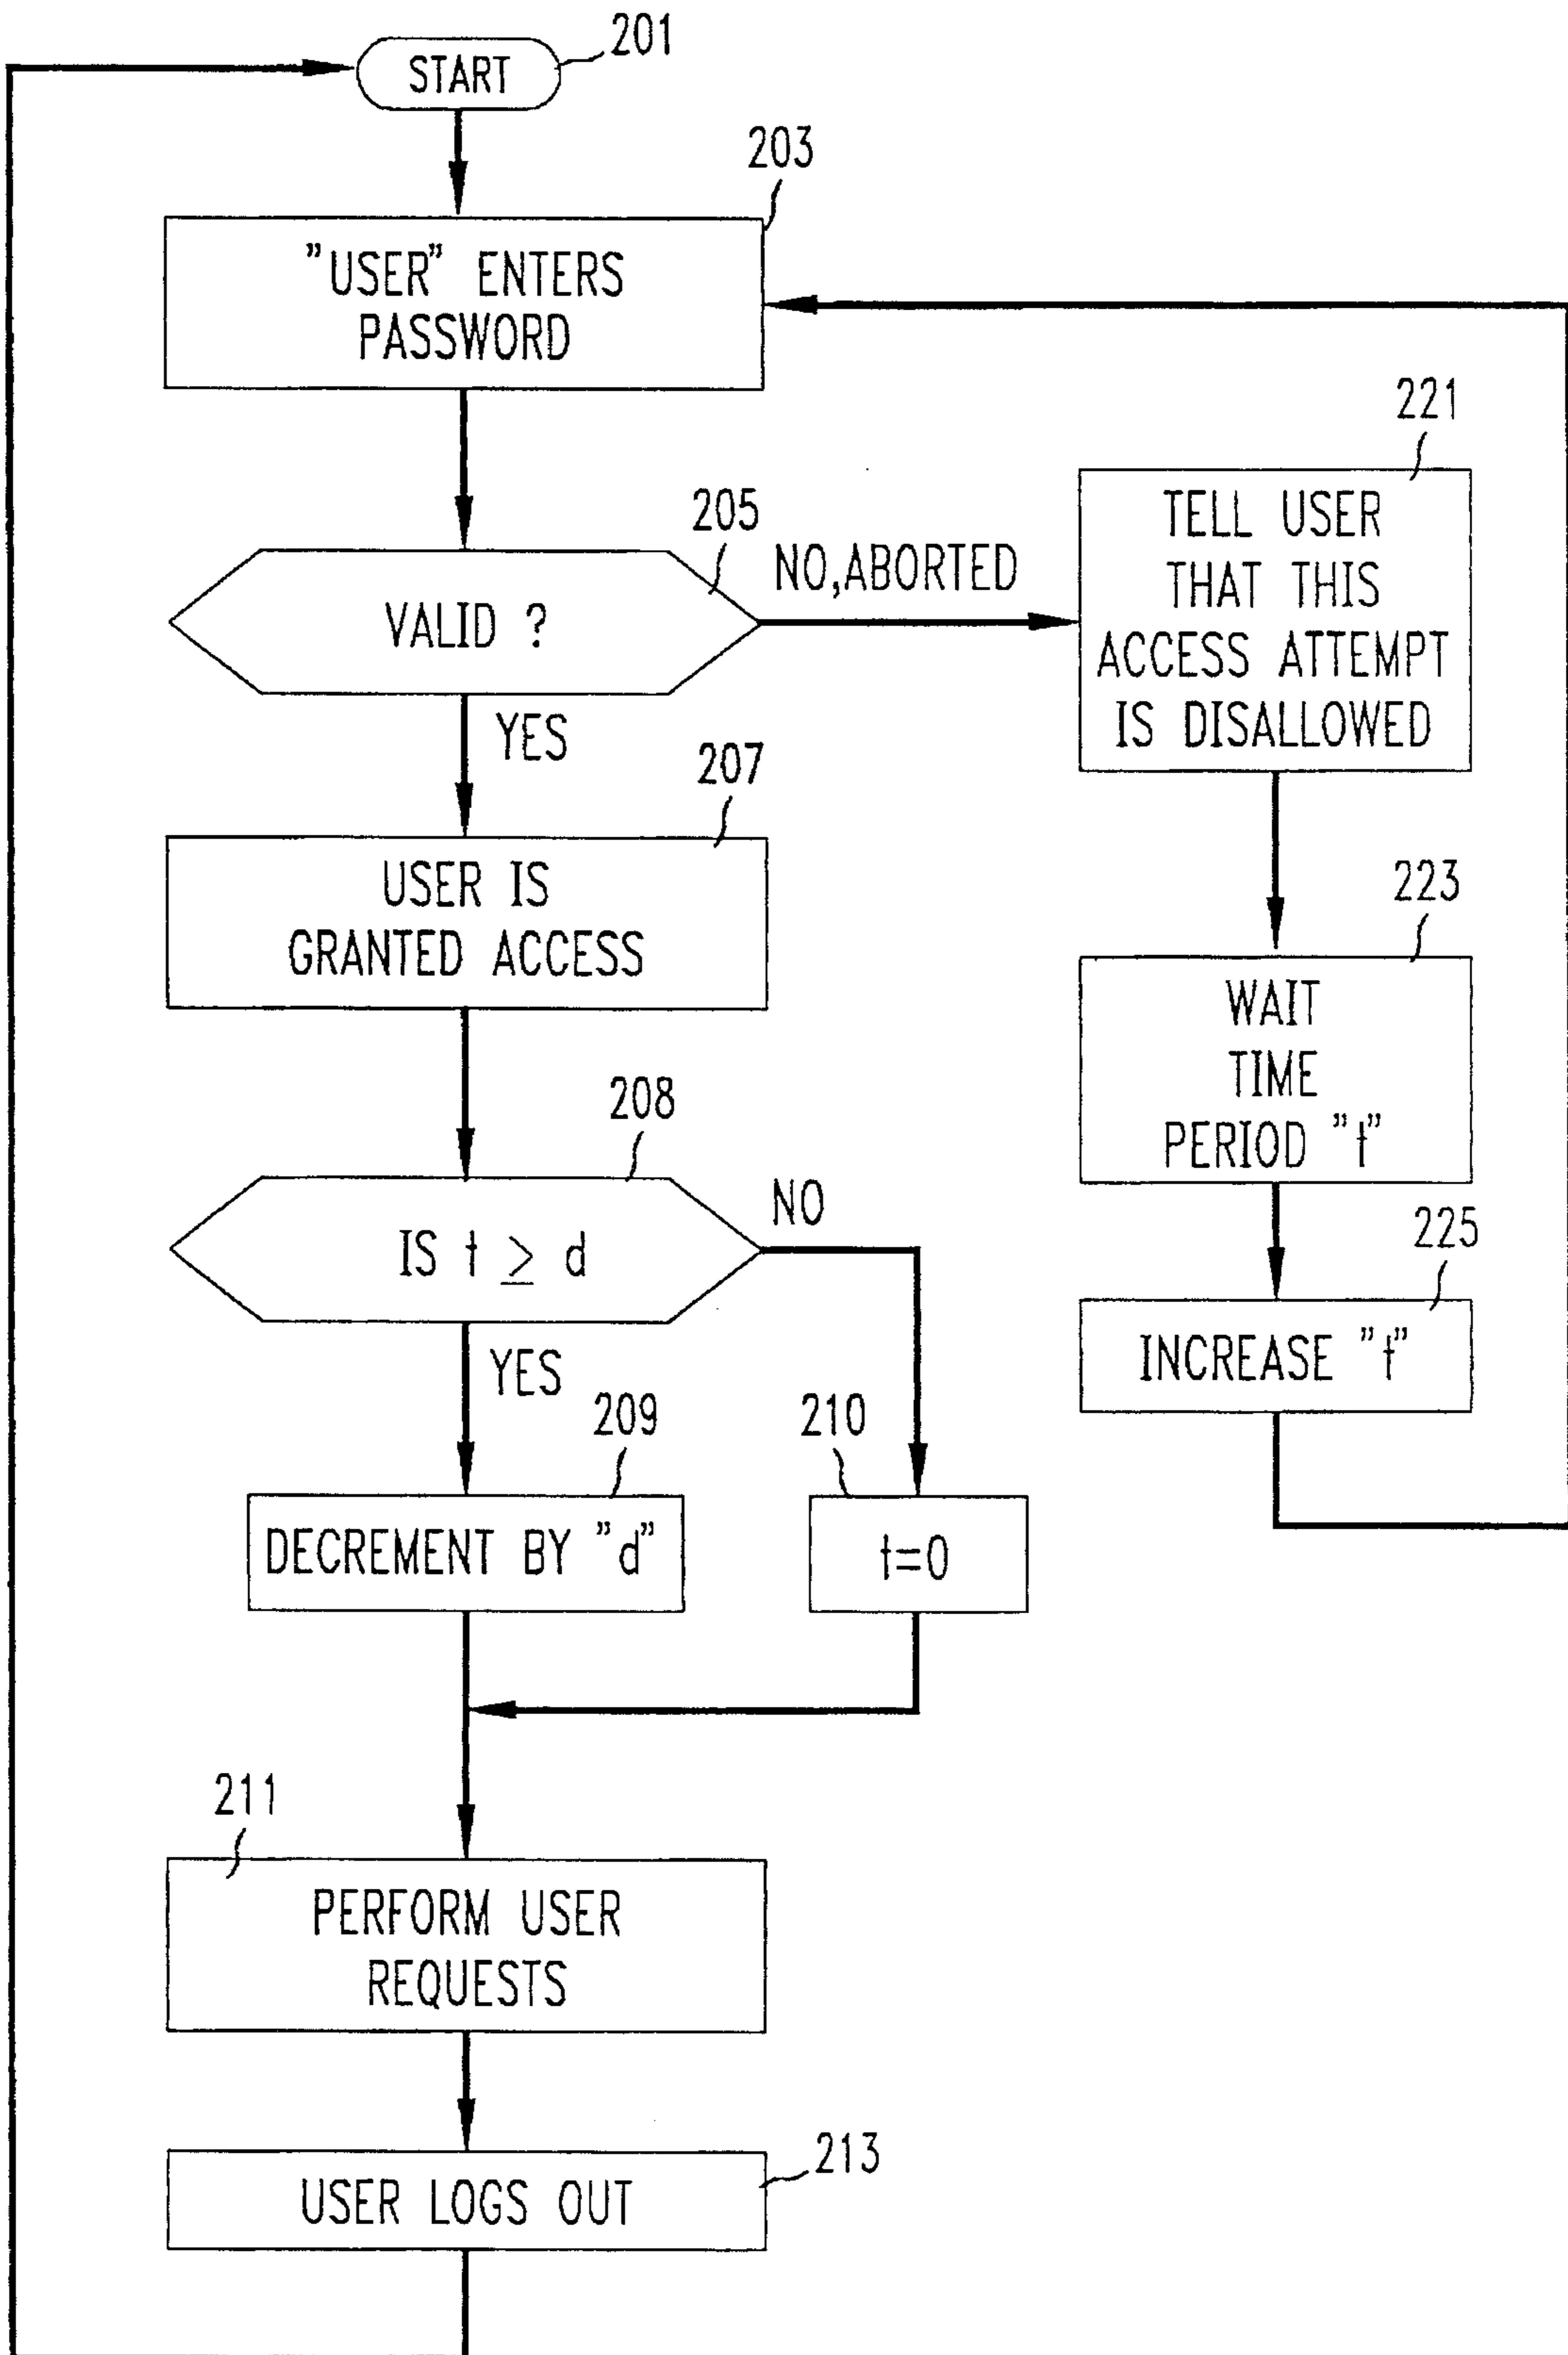 START
201
203
"USER" ENTERS
PASSWORD
205
VALID ?
NO,ABORTED
YES
221
TELL USER
THAT THIS
ACCESS ATTEMPT
IS DISALLOWED
207
USER IS
GRANTED ACCESS
223
WAIT
TIME
PERIOD "t"
208
IS t ≥ d
NO
YES
225
INCREASE "t"
209
DECREMENT BY "d"
210
t=0
211
PERFORM USER
REQUESTS
213
USER LOGS OUT